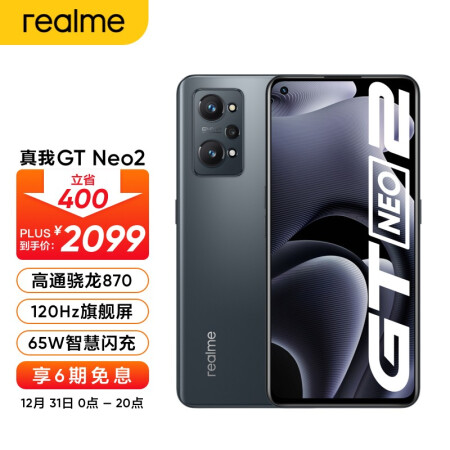 realme
真我GT Neo2
立省
400
PLUS
到手价:
¥2099
高通骁龙870
120Hz旗舰屏
65W智慧闪充
享6期免息
12月 31日 0点 – 20点
realme
GT NEO 2